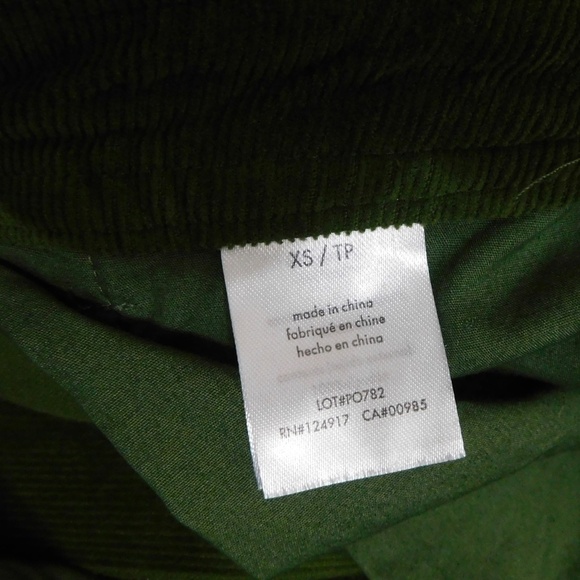 XS / TP
made in china
fabriqué en chine
hecho en china
LOT#PO782
RN#124917 CA#00985